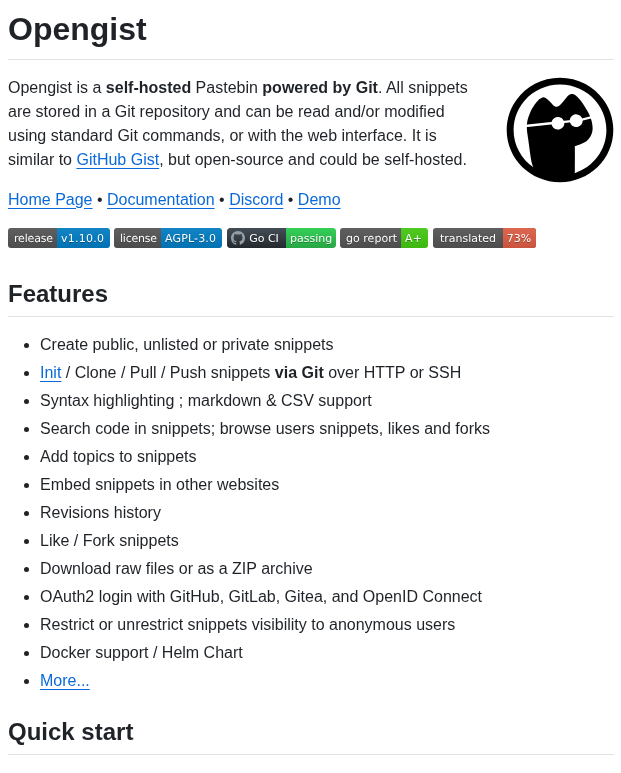 Opengist
Opengist is a self-hosted Pastebin powered by Git. All snippets
are stored in a Git repository and can be read and/or modified
using standard Git commands, or with the web interface. It is
similar to GitHub Gist, but open-source and could be self-hosted.
Home Page • Documentation • Discord • Demo
release v1.10.0 license AGPL-3.0 Go CI passing go report A+ translated 73%
Features
• Create public, unlisted or private snippets
• Init / Clone / Pull / Push snippets via Git over HTTP or SSH
• Syntax highlighting ; markdown & CSV support
• Search code in snippets; browse users snippets, likes and forks
• Add topics to snippets
• Embed snippets in other websites
• Revisions history
• Like / Fork snippets
• Download raw files or as a ZIP archive
• OAuth2 login with GitHub, GitLab, Gitea, and OpenID Connect
• Restrict or unrestrict snippets visibility to anonymous users
• Docker support / Helm Chart
• More...
Quick start